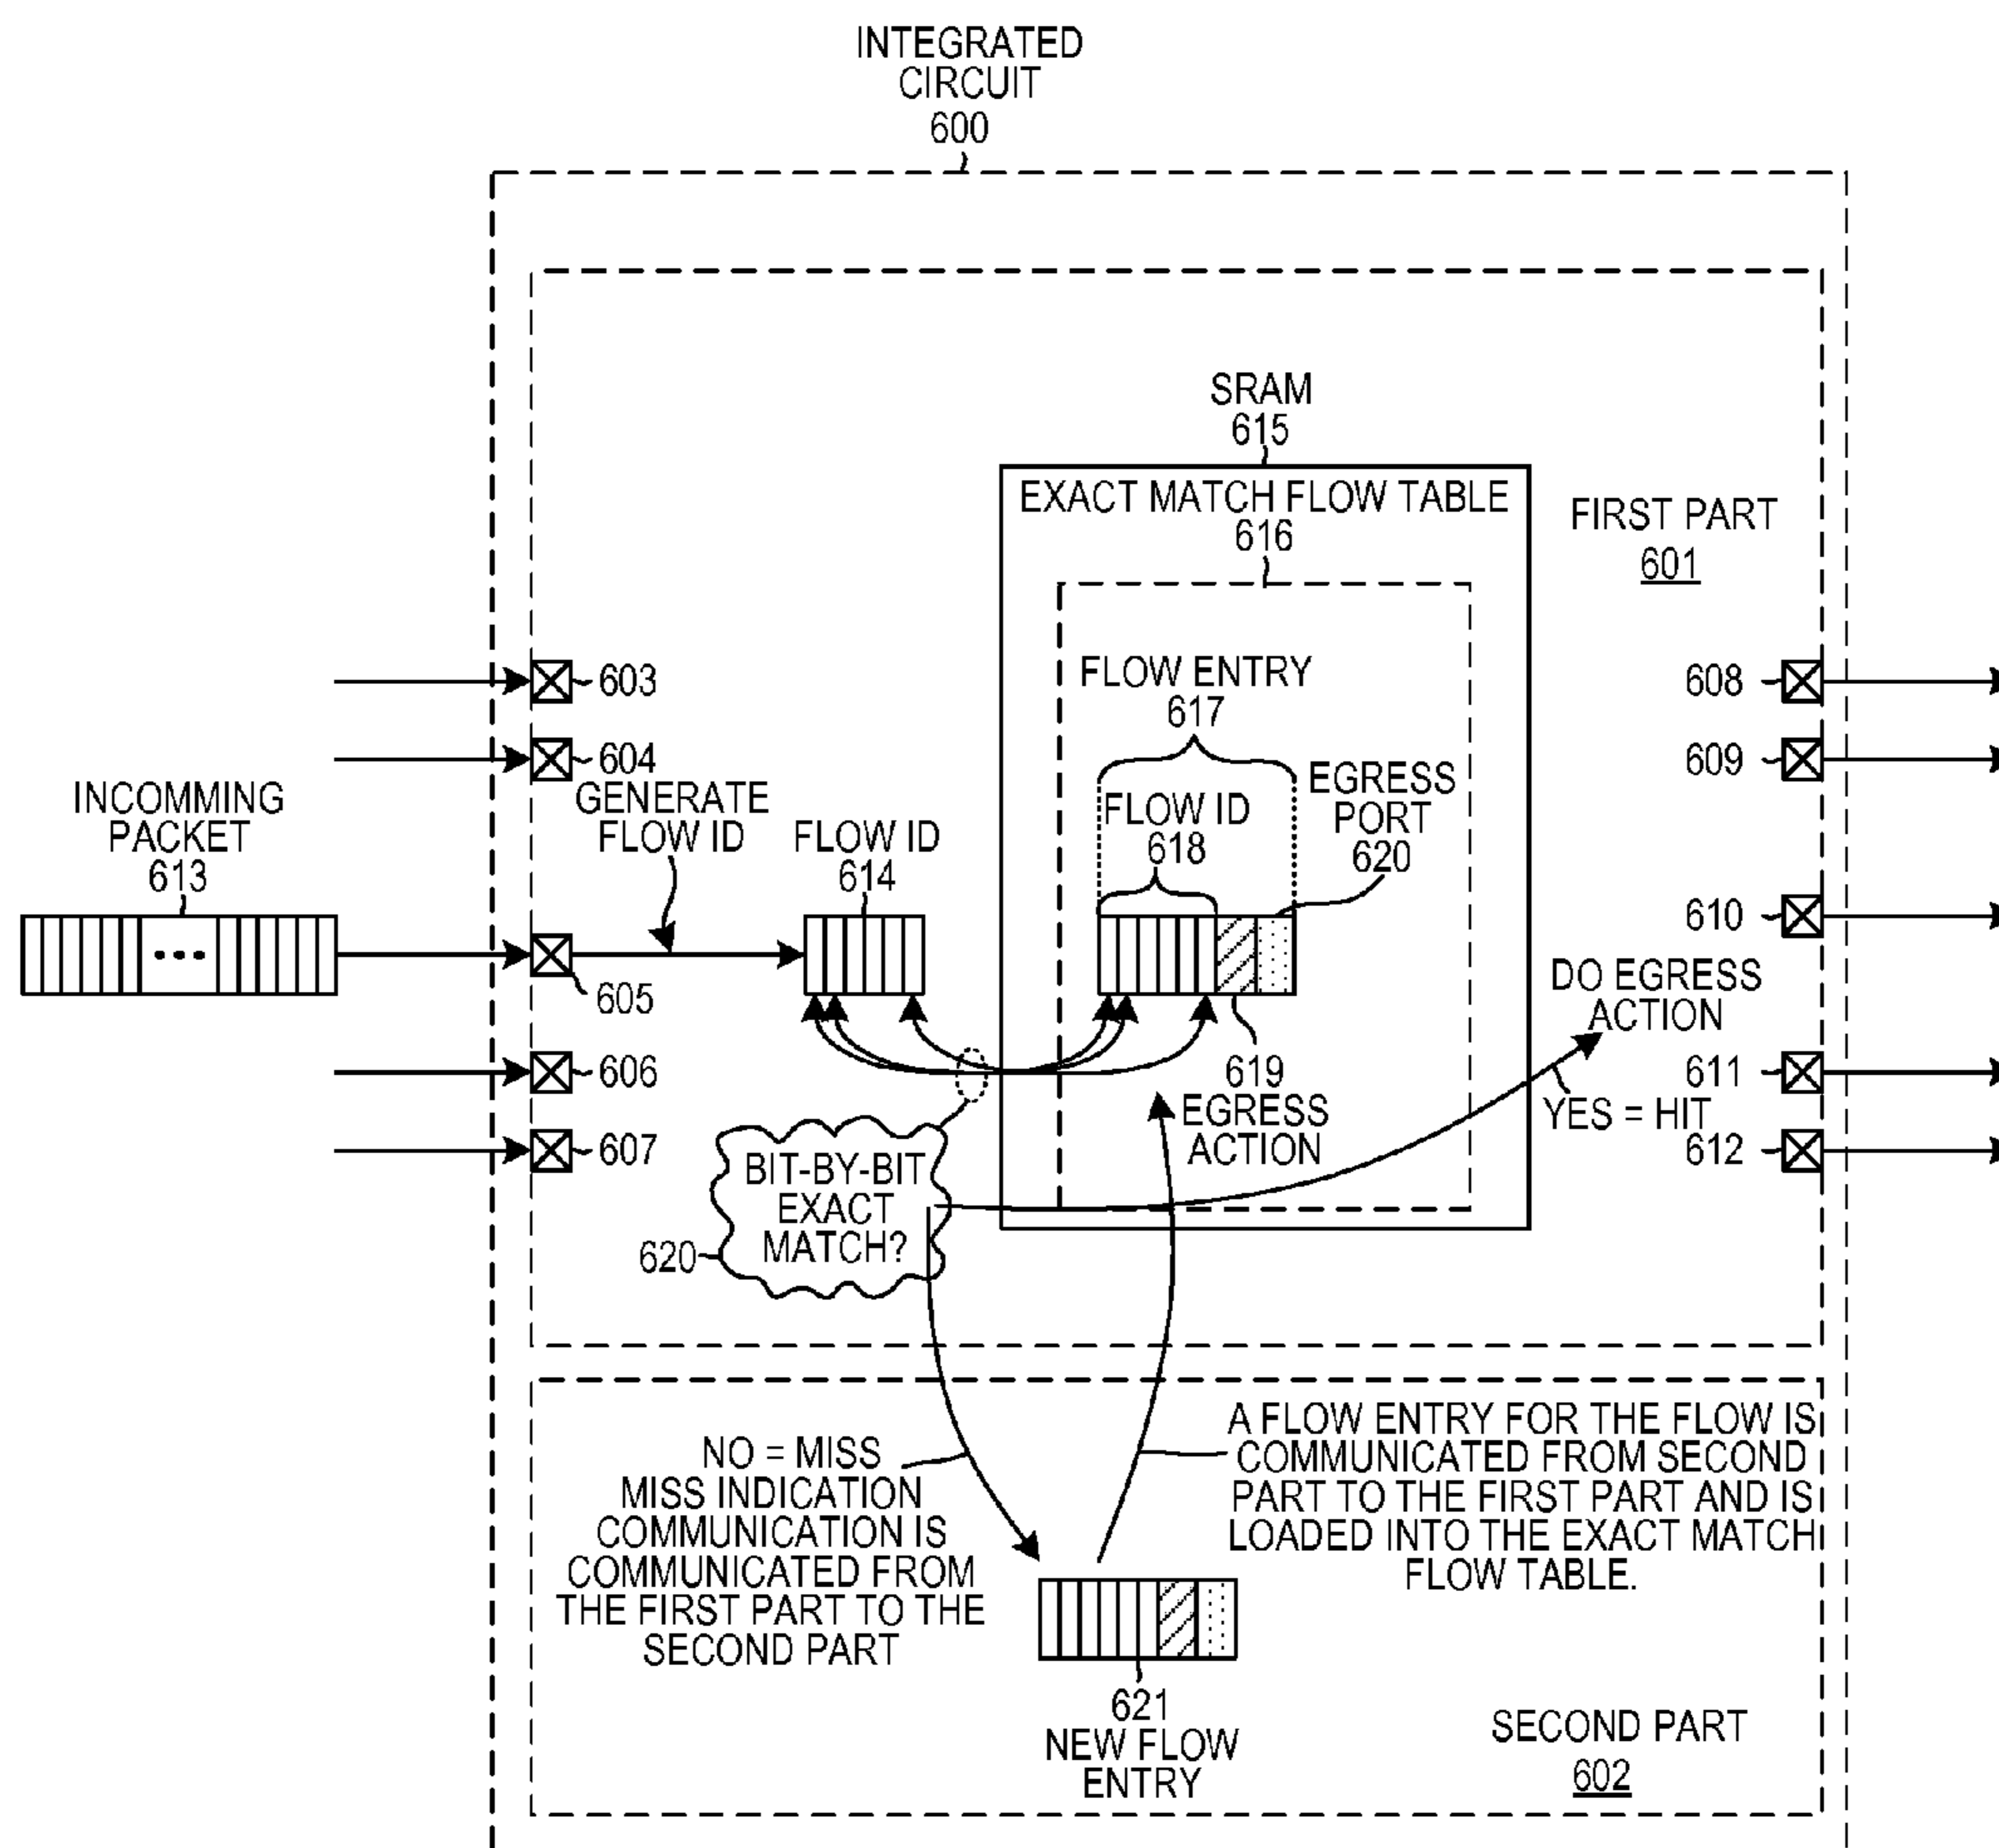 INTEGRATED
CIRCUIT
600
SRAM
615
EXACT MATCH FLOW TABLE
616
FIRST PART
601
FLOW ENTRY
617
FLOW ID
618
EGRESS
PORT
620
603
604
INCOMMING
PACKET
613
GENERATE
FLOW ID
FLOW ID
614
605
606
607
608
609
610
DO EGRESS
ACTION
611
YES = HIT
612
619
EGRESS
ACTION
BIT-BY-BIT
EXACT
MATCH?
620
NO = MISS
MISS INDICATION
COMMUNICATION IS
COMMUNICATED FROM
THE FIRST PART TO THE
SECOND PART
A FLOW ENTRY FOR THE FLOW IS
COMMUNICATED FROM SECOND
PART TO THE FIRST PART AND IS
LOADED INTO THE EXACT MATCH
FLOW TABLE.
621
NEW FLOW
ENTRY
SECOND PART
602